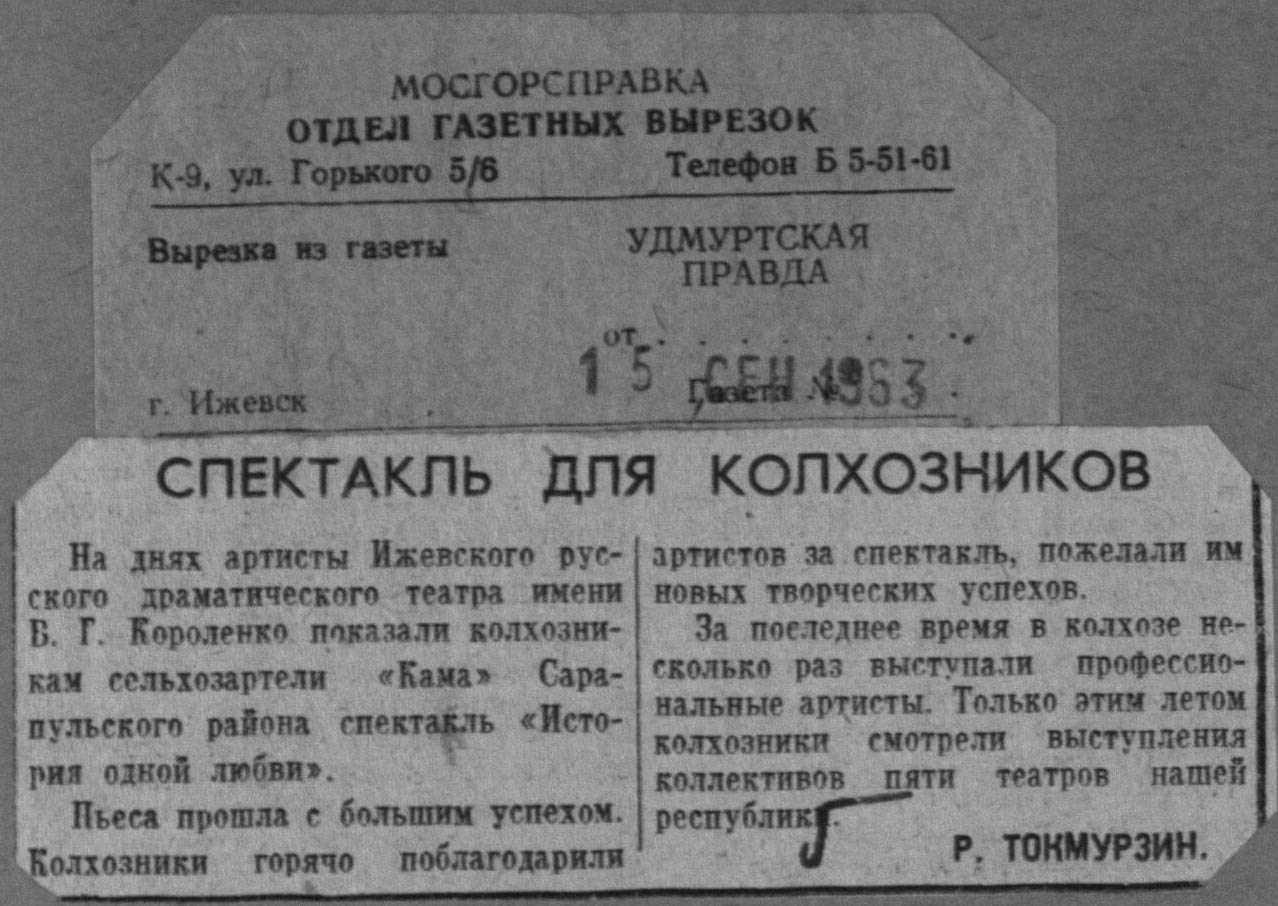 МОСГОРСПРАВКА
ОТДЕЛ ГАЗЕТНЫХ ВЫРЕЗОК
К-9, ул. Горького 5/6 Телефон Б 5-51-61
Вырезка из газеты
УДМУРТСКАЯ
ПРАВДА
от . . . . . . . .
15 СЕН 1963
г. Ижевск Газета № .
СПЕКТАКЛЬ ДЛЯ КОЛХОЗНИКОВ
На днях артисты Ижевского рус-
ского драматического театра имени
В. Г. Короленко показали колхозни-
кам сельхозартели «Кама» Сара-
пульского района спектакль «Исто-
рия одной любви».
Пьеса прошла с большим успехом.
Колхозники горячо поблагодарили
артистов за спектакль, пожелали им
новых творческих успехов.
За последнее время в колхозе не-
сколько раз выступали профессио-
нальные артисты. Только этим летом
колхозники смотрели выступления
коллективов пяти театров нашей
республики.
Р. ТОКМУРЗИН.